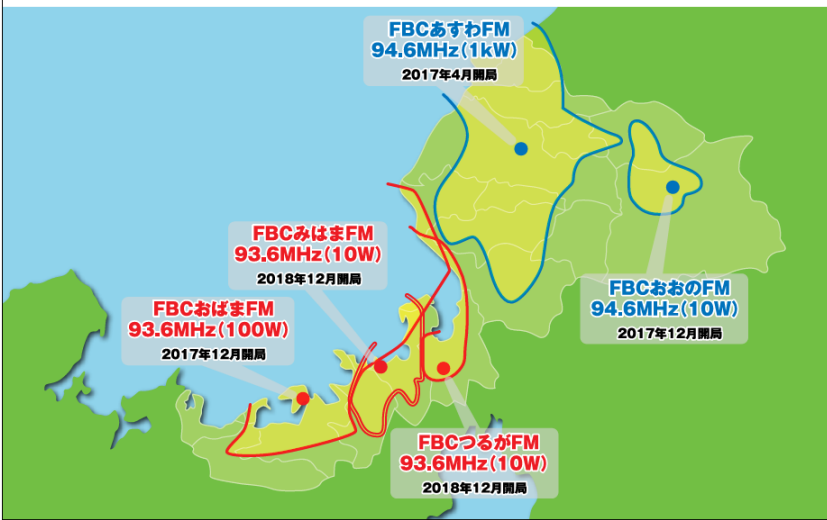 FBCあすわFM
94.6MHz(1kW)
2017年4月開局
FBCみはまFM
93.6MHz(10W)
2018年12月開局
FBCおばまFM
93.6MHz(100W)
2017年12月開局
FBCおおのFM
94.6MHz(10W)
2017年12月開局
FBCつるがFM
93.6MHz(10W)
2018年12月開局